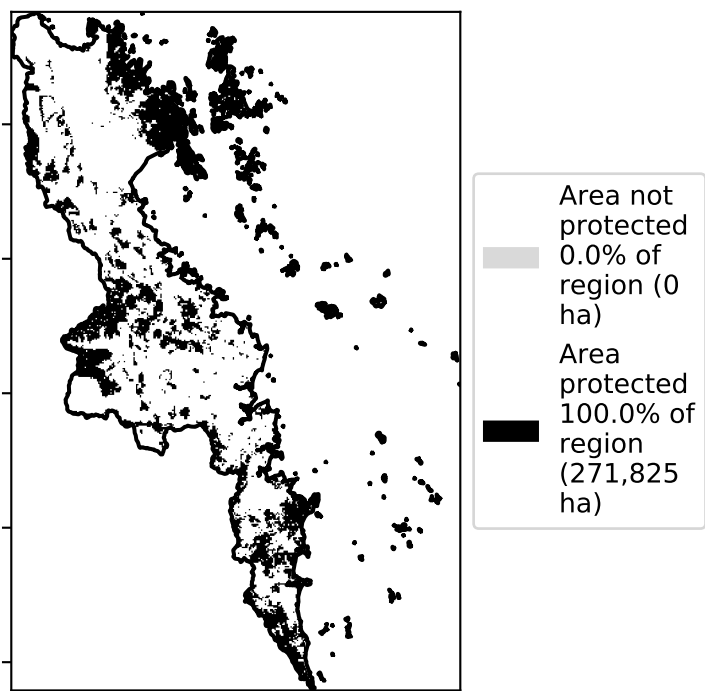 Area not
protected
0.0% of
region (0
ha)
Area
protected
100.0% of
region
(271,825
ha)